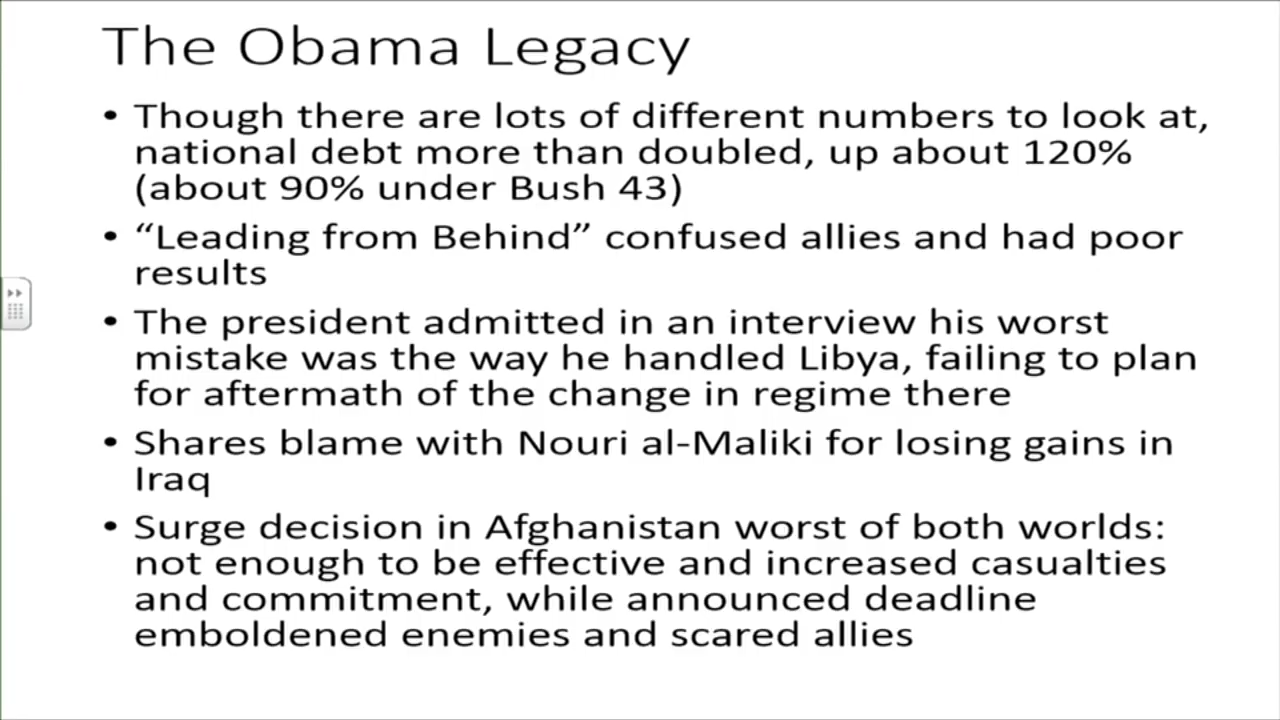 The Obama Legacy
• Though there are lots of different numbers to look at,
national debt more than doubled, up about 120%
(about 90% under Bush 43)
• “Leading from Behind” confused allies and had poor
results
• The president admitted in an interview his worst
mistake was the way he handled Libya, failing to plan
for aftermath of the change in regime there
• Shares blame with Nouri al-Maliki for losing gains in
Iraq
• Surge decision in Afghanistan worst of both worlds:
not enough to be effective and increased casualties
and commitment, while announced deadline
emboldened enemies and scared allies